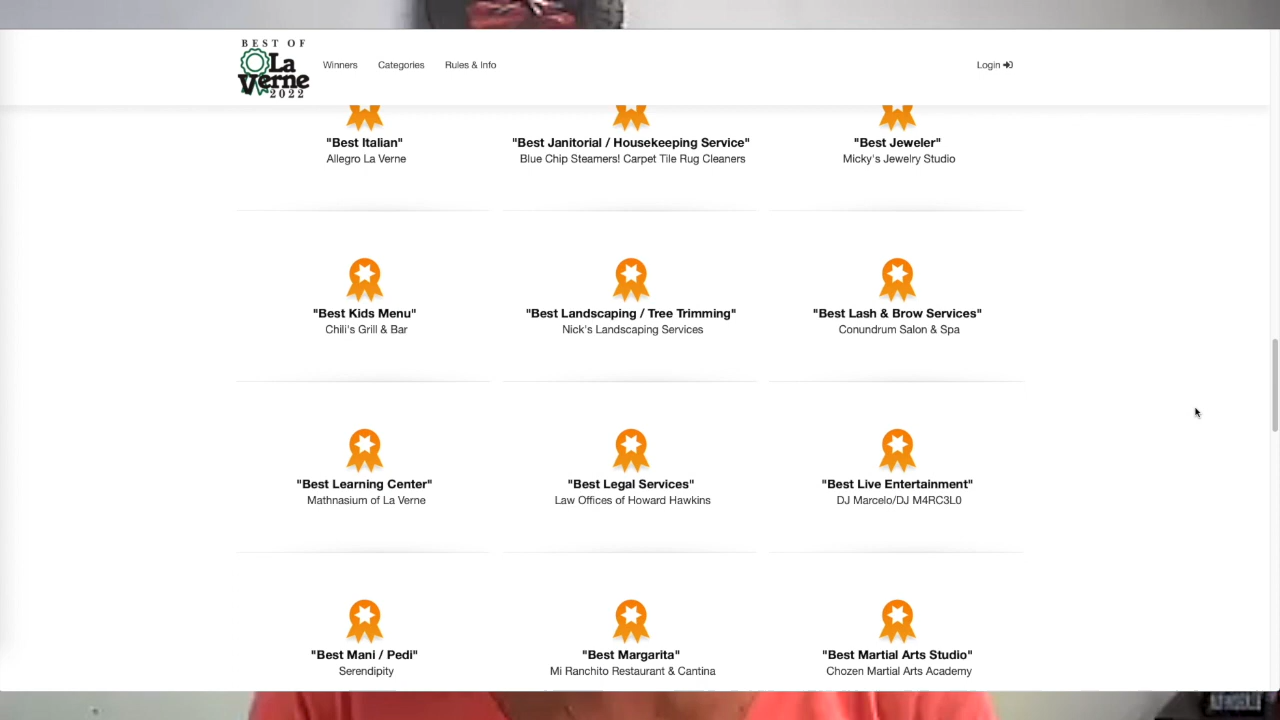 BEST OF
La
Verne
2022
Winners
Categories
Rules & Info
Login
"Best Italian"
Allegro La Verne
"Best Janitorial / Housekeeping Service"
Blue Chip Steamers! Carpet Tile Rug Cleaners
"Best Jeweler"
Micky's Jewelry Studio
"Best Kids Menu"
Chili's Grill & Bar
"Best Landscaping / Tree Trimming"
Nick's Landscaping Services
"Best Lash & Brow Services"
Conundrum Salon & Spa
"Best Learning Center"
Mathnasium of La Verne
"Best Legal Services"
Law Offices of Howard Hawkins
"Best Live Entertainment"
DJ Marcelo/DJ M4RC3L0
"Best Mani / Pedi"
Serendipity
"Best Margarita"
Mi Ranchito Restaurant & Cantina
"Best Martial Arts Studio"
Chozen Martial Arts Academy